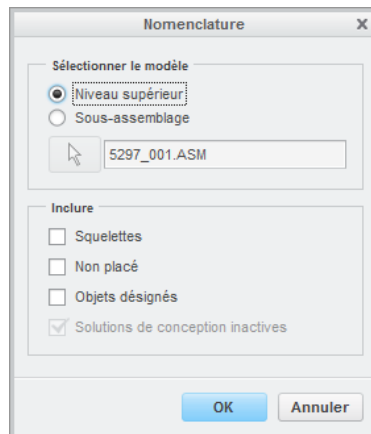 Nomenclature
Sélectionner le modèle
Niveau supérieur
Sous-assemblage
5297_001.ASM
Inclure
Squelettes
Non placé
Objets désignés
Solutions de conception inactives
OK Annuler